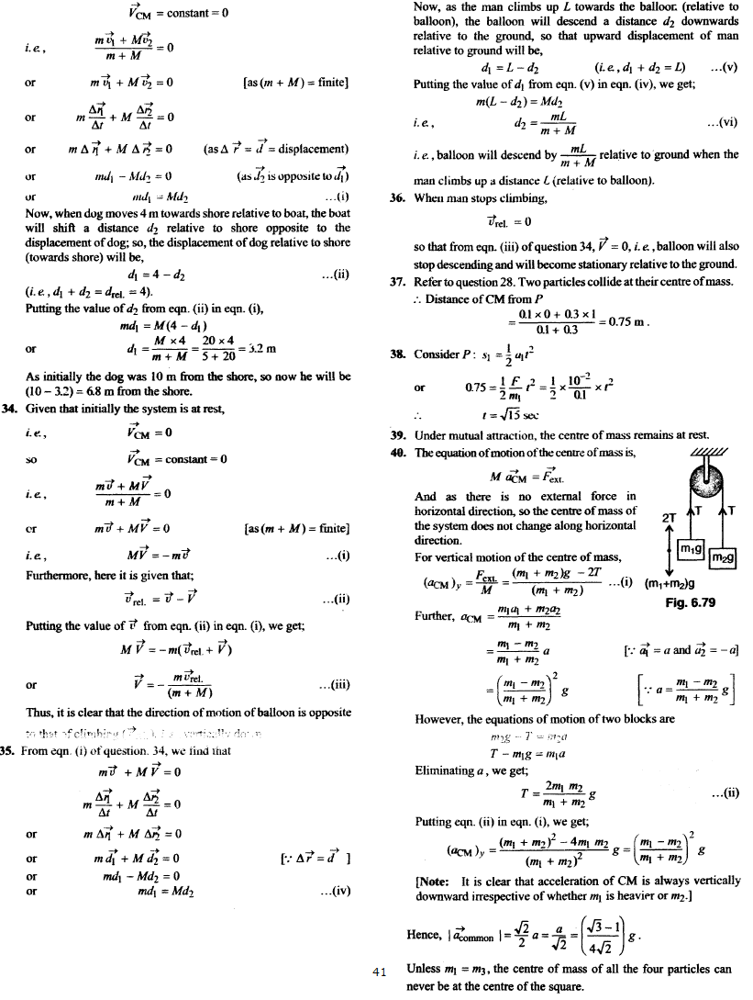 V⃗CM = constant = 0
i.e., (m v⃗1 + M v⃗2)/(m + M) = 0
or m v⃗1 + M v⃗2 = 0 [as (m + M) = finite]
or m Δr⃗1/Δt + M Δr⃗2/Δt = 0
or m Δ r⃗1 + M Δ r⃗2 = 0 (as Δ r⃗ = d⃗ = displacement)
or md1 − Md2 = 0 (as d⃗2 is opposite to d⃗1)
or md1 = Md2 ...(i)
Now, when dog moves 4 m towards shore relative to boat, the boat
will shift a distance d2 relative to shore opposite to the
displacement of dog; so, the displacement of dog relative to shore
(towards shore) will be,
d1 = 4 − d2 ...(ii)
(i.e., d1 + d2 = drel. = 4).
Putting the value of d2 from eqn. (ii) in eqn. (i),
md1 = M(4 − d1)
or d1 = (M × 4)/(m + M) = (20 × 4)/(5 + 20) = 3.2 m
As initially the dog was 10 m from the shore, so now he will be
(10 − 3.2) = 6.8 m from the shore.
34. Given that initially the system is at rest,
i.e., V⃗CM = 0
so V⃗CM = constant = 0
i.e., (m v⃗ + M V⃗)/(m + M) = 0
or m v⃗ + M V⃗ = 0 [as (m + M) = finite]
i.e., M V⃗ = − m v⃗ ...(i)
Furthermore, here it is given that;
v⃗rel. = v⃗ − V⃗ ...(ii)
Putting the value of v⃗ from eqn. (ii) in eqn. (i), we get;
M V⃗ = −m(v⃗rel. + V⃗)
or V⃗ = − m v⃗rel./(m + M) ...(iii)
Thus, it is clear that the direction of motion of balloon is opposite
to that of climbing
35. From eqn. (i) of question. 34, we find that
m v⃗ + M V⃗ = 0
m Δr⃗1/Δt + M Δr⃗2/Δt = 0
or m Δr⃗1 + M Δr⃗2 = 0
or m d⃗1 + M d⃗2 = 0 [∵ Δr⃗ = d⃗ ]
or md1 − Md2 = 0
or md1 = Md2 ...(iv)
Now, as the man climbs up L towards the balloon (relative to
balloon), the balloon will descend a distance d2 downwards
relative to the ground, so that upward displacement of man
relative to ground will be,
d1 = L − d2 (i.e., d1 + d2 = L) ...(v)
Putting the value of d1 from eqn. (v) in eqn. (iv), we get;
m(L − d2) = Md2
i.e., d2 = mL/(m + M) ...(vi)
i.e., balloon will descend by mL/(m + M) relative to ground when the
man climbs up a distance L (relative to balloon).
36. When man stops climbing,
v⃗rel. = 0
so that from eqn. (iii) of question 34, V⃗ = 0, i.e., balloon will also
stop descending and will become stationary relative to the ground.
37. Refer to question 28. Two particles collide at their centre of mass.
∴ Distance of CM from P
= (0.1 × 0 + 0.3 × 1)/(0.1 + 0.3) = 0.75 m.
38. Consider P: s1 = 1/2 a1t²
or 0.75 = 1/2 F/m1 t² = 1/2 × 10⁻²/0.1 × t²
∴ t = √15 sec
39. Under mutual attraction, the centre of mass remains at rest.
40. The equation of motion of the centre of mass is,
M a⃗CM = F⃗ext.
And as there is no external force in
horizontal direction, so the centre of mass of
the system does not change along horizontal
direction.
For vertical motion of the centre of mass,
(aCM)y = Fext./M = ((m1 + m2)g − 2T)/(m1 + m2) ...(i)
Further, aCM = (m1a1 + m2a2)/(m1 + m2)
= (m1 − m2)/(m1 + m2) a [∵ a⃗1 = a and a⃗2 = −a]
= ((m1 − m2)/(m1 + m2))² g [∵ a = (m1 − m2)/(m1 + m2) g]
2T
T
T
m1g
m2g
(m1+m2)g
Fig. 6.79
However, the equations of motion of two blocks are
m2g − T = m2a
T − m1g = m1a
Eliminating a, we get;
T = 2m1 m2/(m1 + m2) g ...(ii)
Putting eqn. (ii) in eqn. (i), we get;
(aCM)y = ((m1 + m2)² − 4m1 m2)/(m1 + m2)² g = ((m1 − m2)/(m1 + m2))² g
[Note: It is clear that acceleration of CM is always vertically
downward irrespective of whether m1 is heavier or m2.]
Hence, |a⃗common| = √2/2 a = a/√2 = ((√3 − 1)/(4√2)) g.
Unless m1 = m3, the centre of mass of all the four particles can
never be at the centre of the square.
41